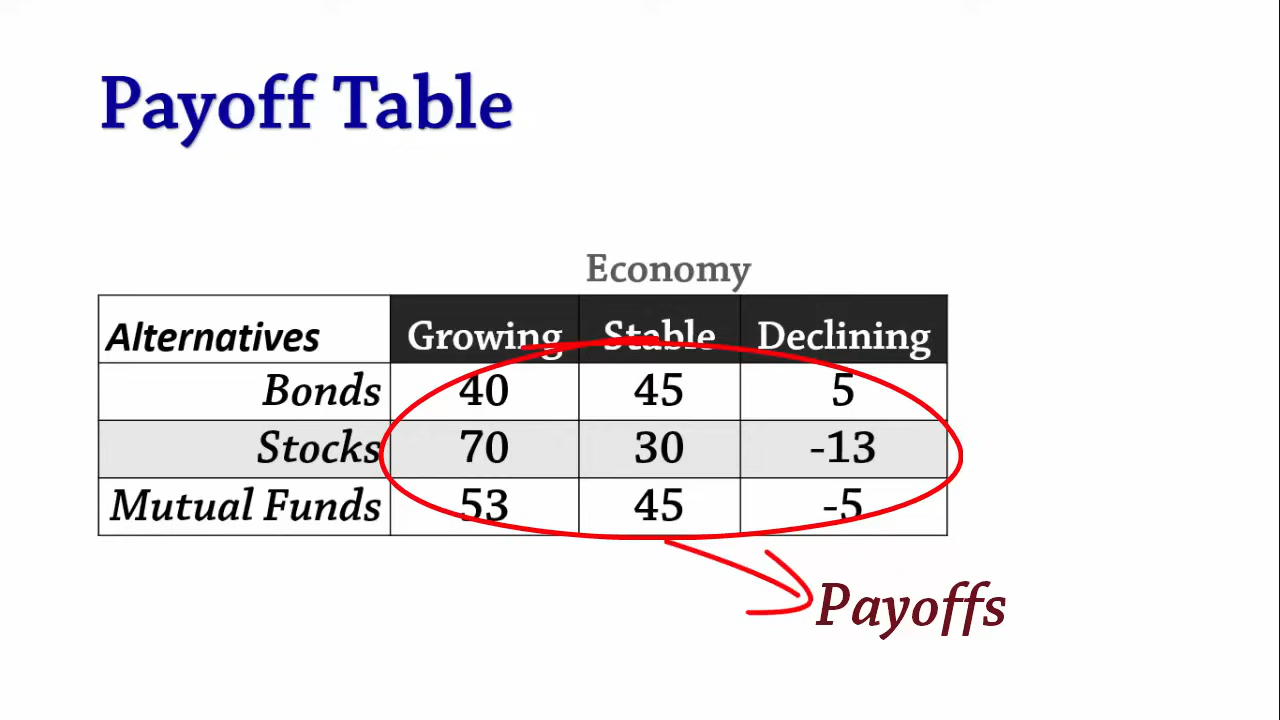 Payoff Table
Economy
Alternatives Growing Stable Declining
Bonds 40 45 5
Stocks 70 30 -13
Mutual Funds 53 45 -5
Payoffs